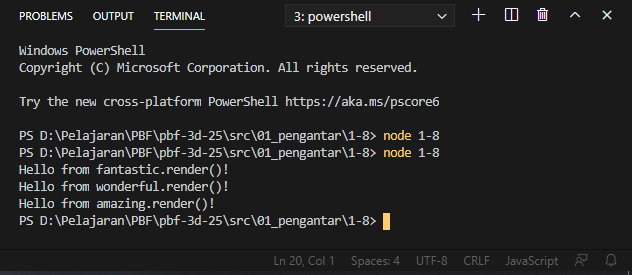 PROBLEMS OUTPUT TERMINAL 3: powershell
Windows PowerShell
Copyright (C) Microsoft Corporation. All rights reserved.
Try the new cross-platform PowerShell https://aka.ms/pscore6
PS D:\Pelajaran\PBF\pbf-3d-25\src\01_pengantar\1-8> node 1-8
PS D:\Pelajaran\PBF\pbf-3d-25\src\01_pengantar\1-8> node 1-8
Hello from fantastic.render()!
Hello from wonderful.render()!
Hello from amazing.render()!
PS D:\Pelajaran\PBF\pbf-3d-25\src\01_pengantar\1-8>
Ln 20, Col 1 Spaces: 4 UTF-8 CRLF JavaScript